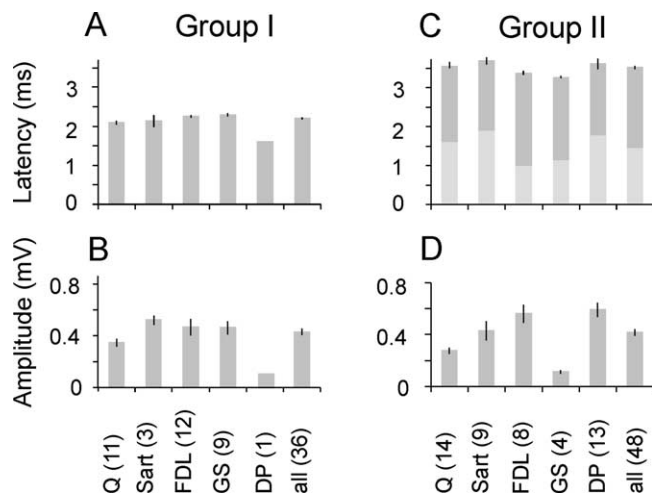 A Group I
C Group II
Latency (ms)
3
2
1
0
3
2
1
0
B
D
Amplitude (mV)
0.8
0.4
0
0.8
0.4
0
Q (11)
Sart (3)
FDL (12)
GS (9)
DP (1)
all (36)
Q (14)
Sart (9)
FDL (8)
GS (4)
DP (13)
all (48)